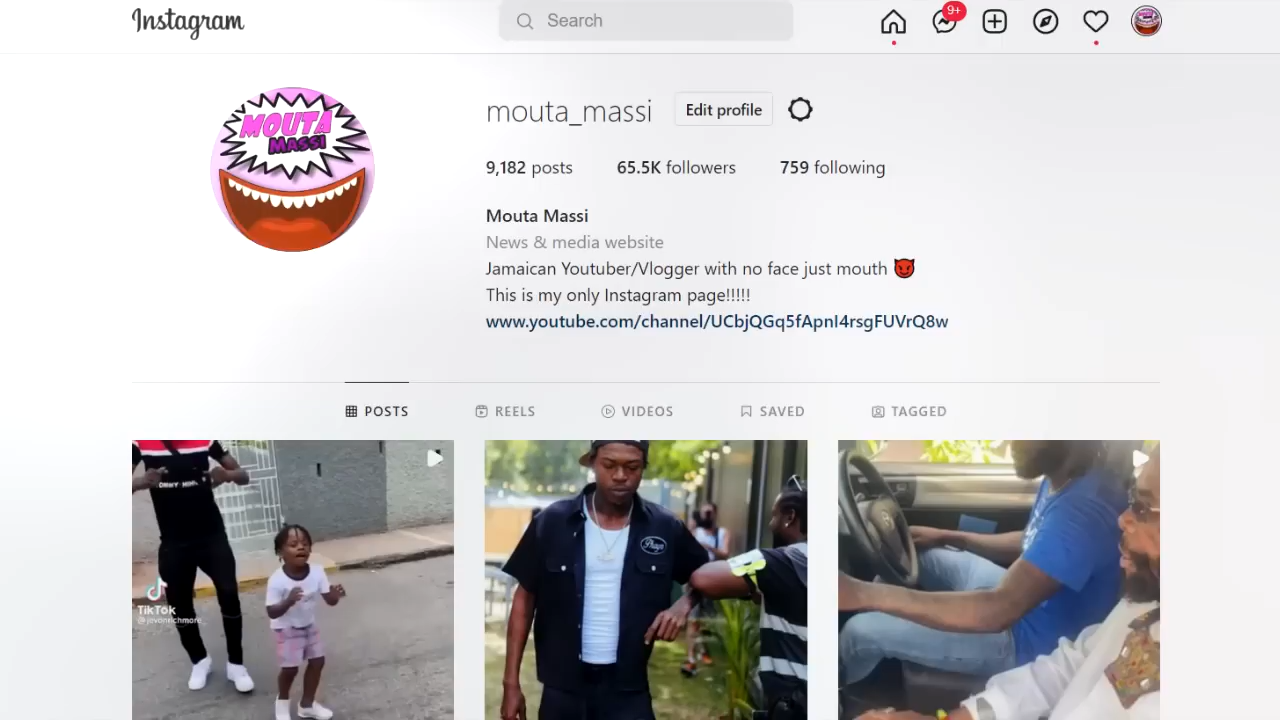 Instagram
Search
9+
MOUTA
MASSI
mouta_massi
Edit profile
9,182 posts
65.5K followers
759 following
Mouta Massi
News & media website
Jamaican Youtuber/Vlogger with no face just mouth 😈
This is my only Instagram page!!!!!
www.youtube.com/channel/UCbjQGq5fApnI4rsgFUVrQ8w
POSTS
REELS
VIDEOS
SAVED
TAGGED
TikTok